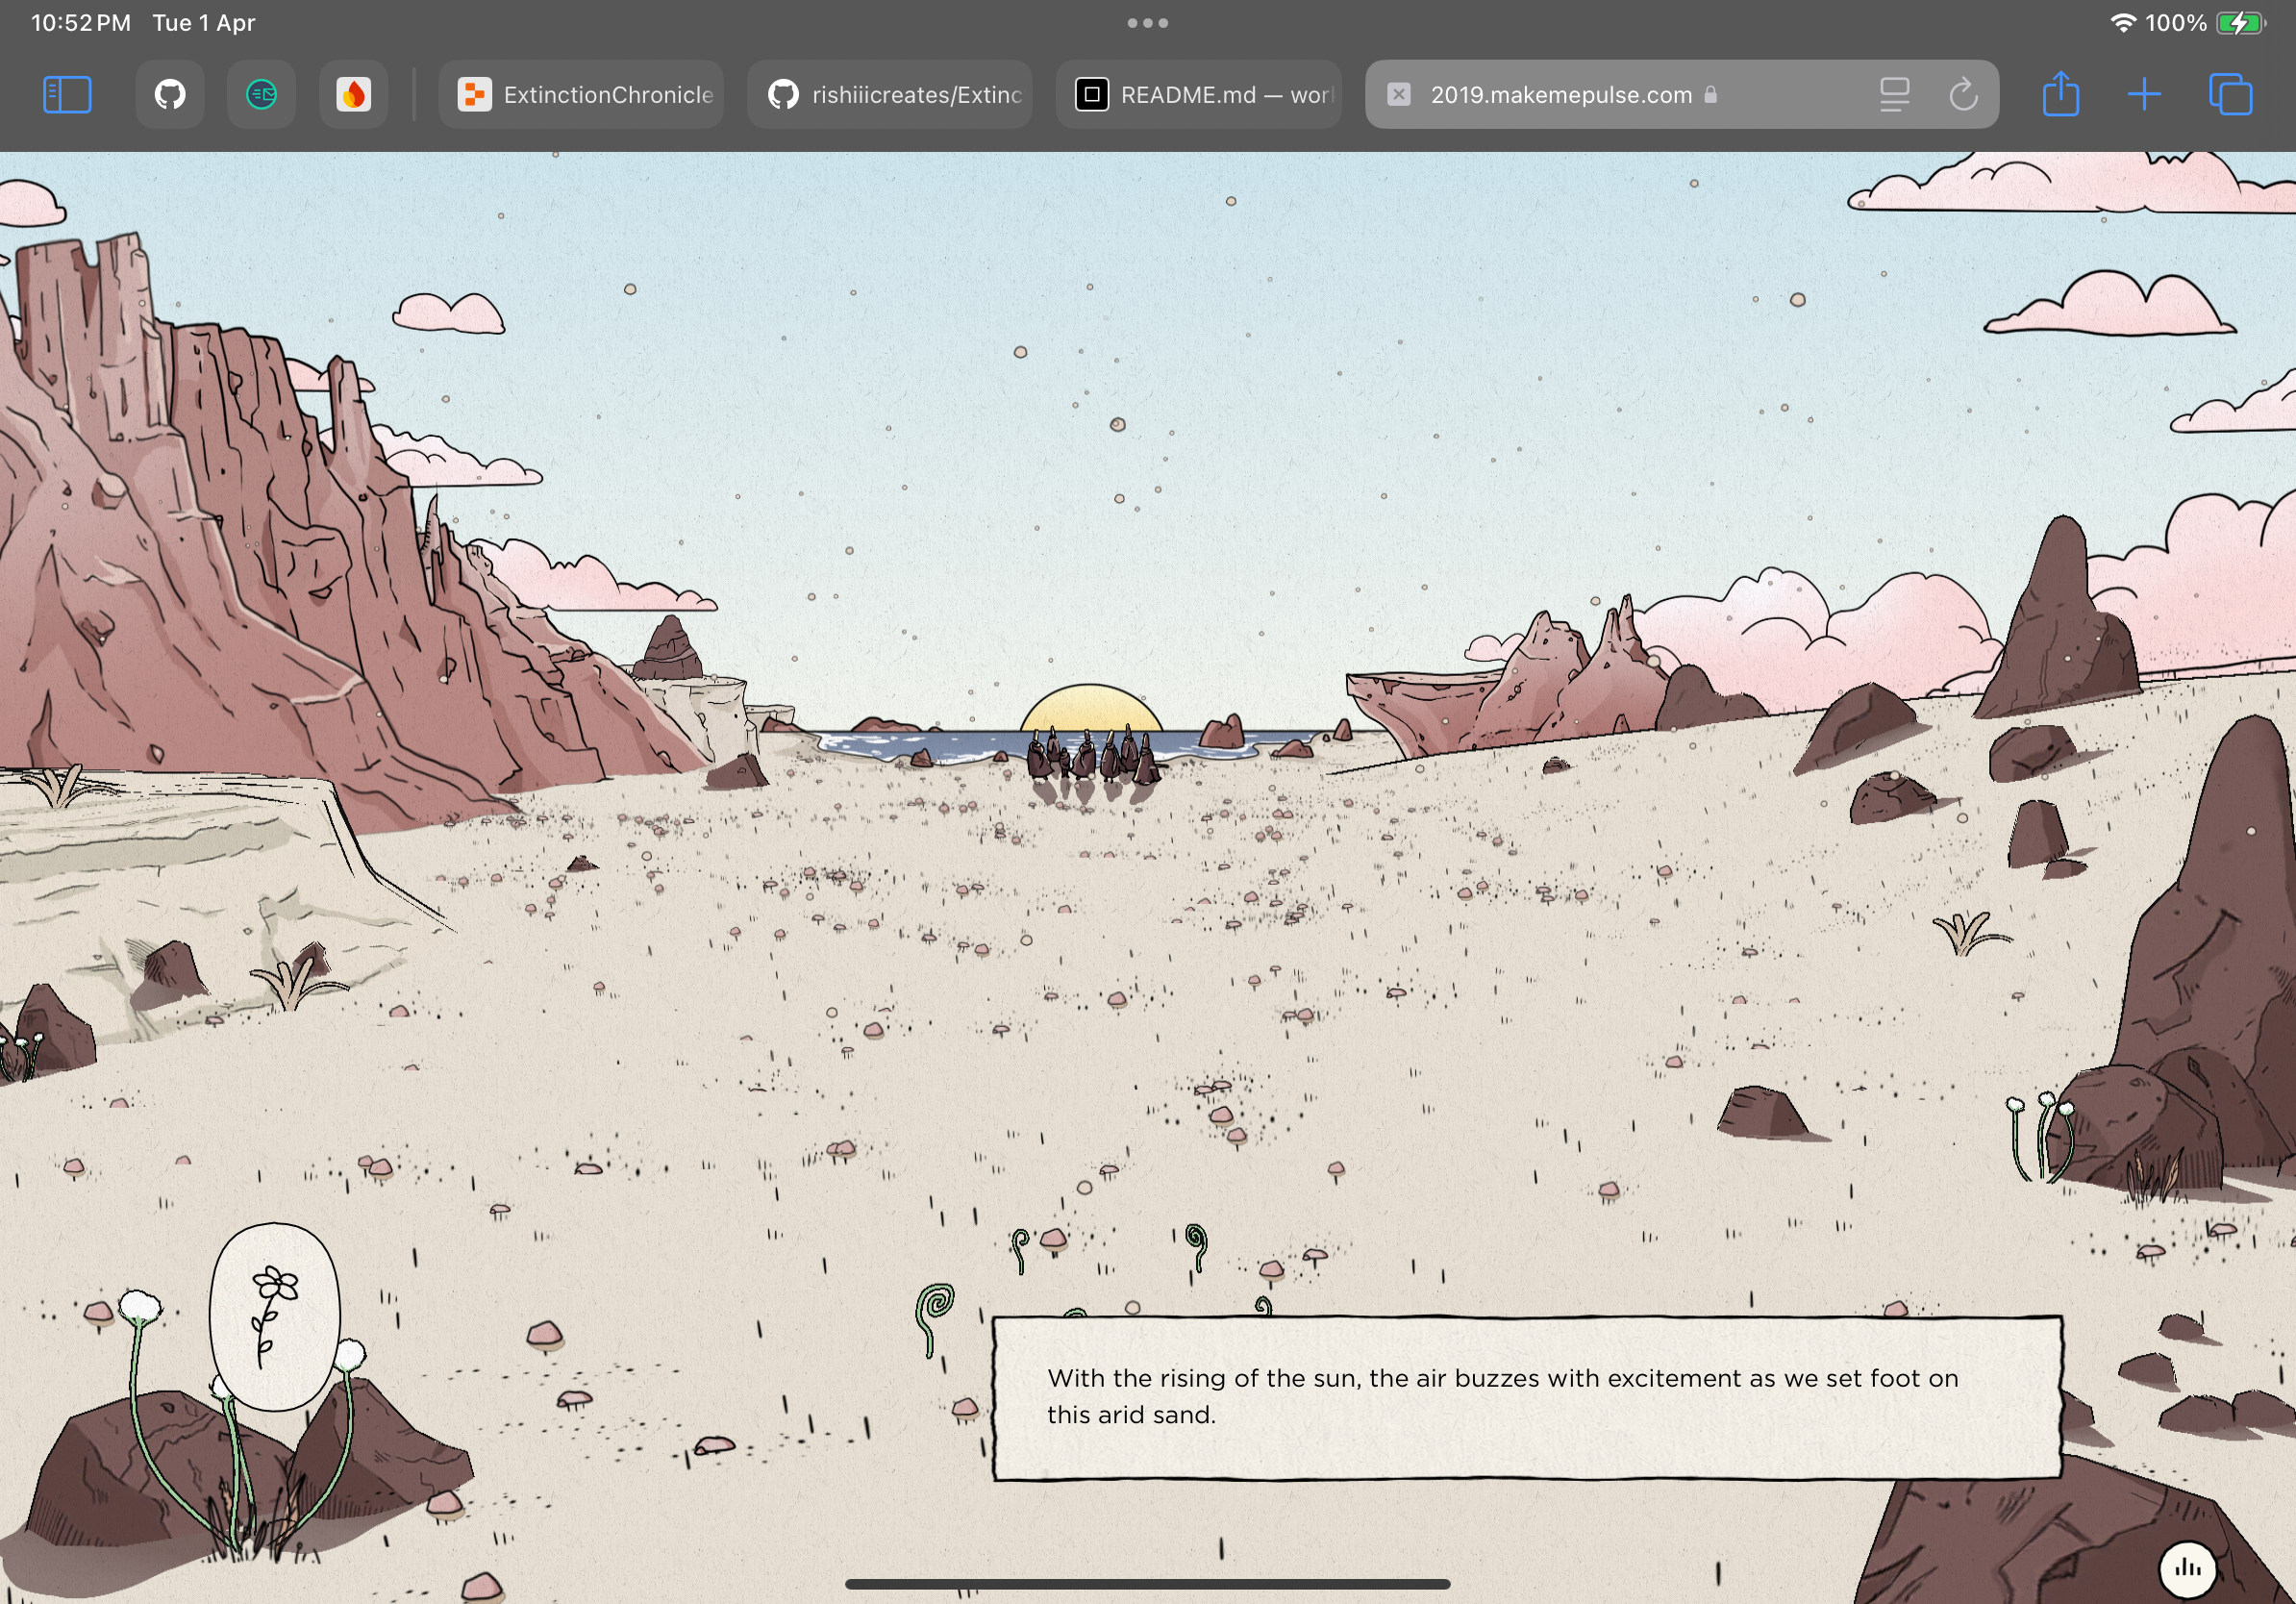 10:52 PM Tue 1 Apr
100%
ExtinctionChronicle
rishiiicreates/Extinc
README.md — worl
2019.makemepulse.com
With the rising of the sun, the air buzzes with excitement as we set foot on
this arid sand.